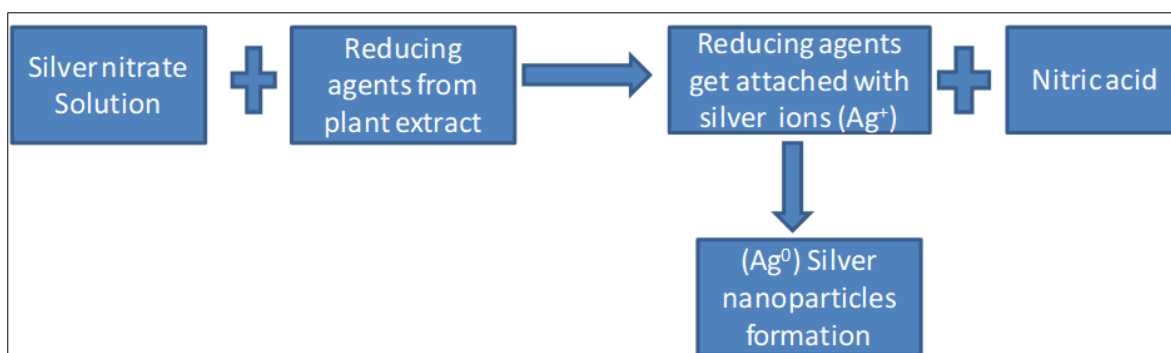 Silver nitrate
Solution
Reducing
agents from
plant extract
Reducing agents
get attached with
silver ions (Ag⁺)
Nitric acid
(Ag⁰) Silver
nanoparticles
formation